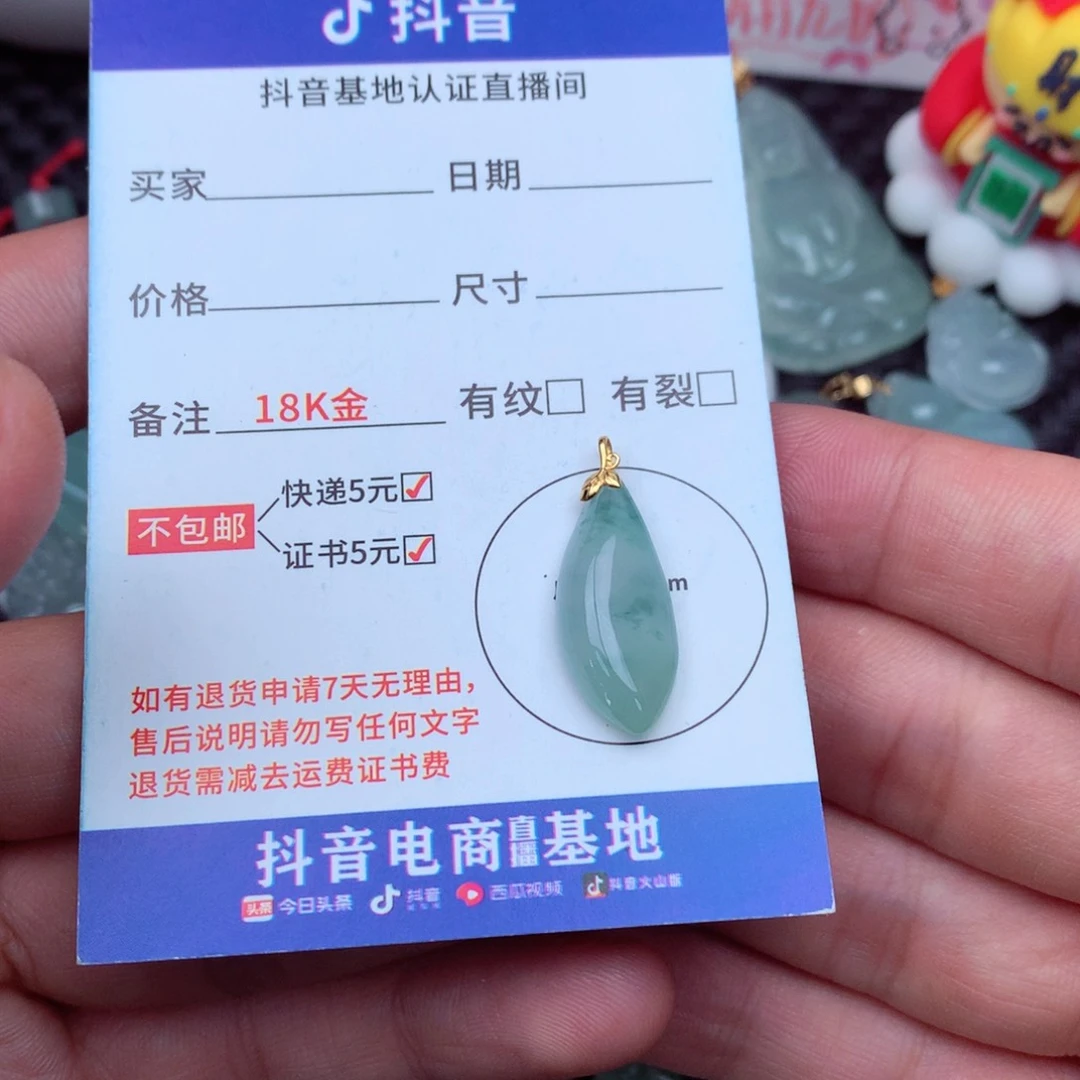 抖音
抖音基地认证直播间
买家 日期
价格 尺寸
备注 18K金 有纹 有裂
不包邮
快递5元
证书5元
m
如有退货申请7天无理由，
售后说明请勿写任何文字
退货需减去运费证书费
抖音电商直播基地
头条 今日头条 抖音 西瓜视频 抖音火山版